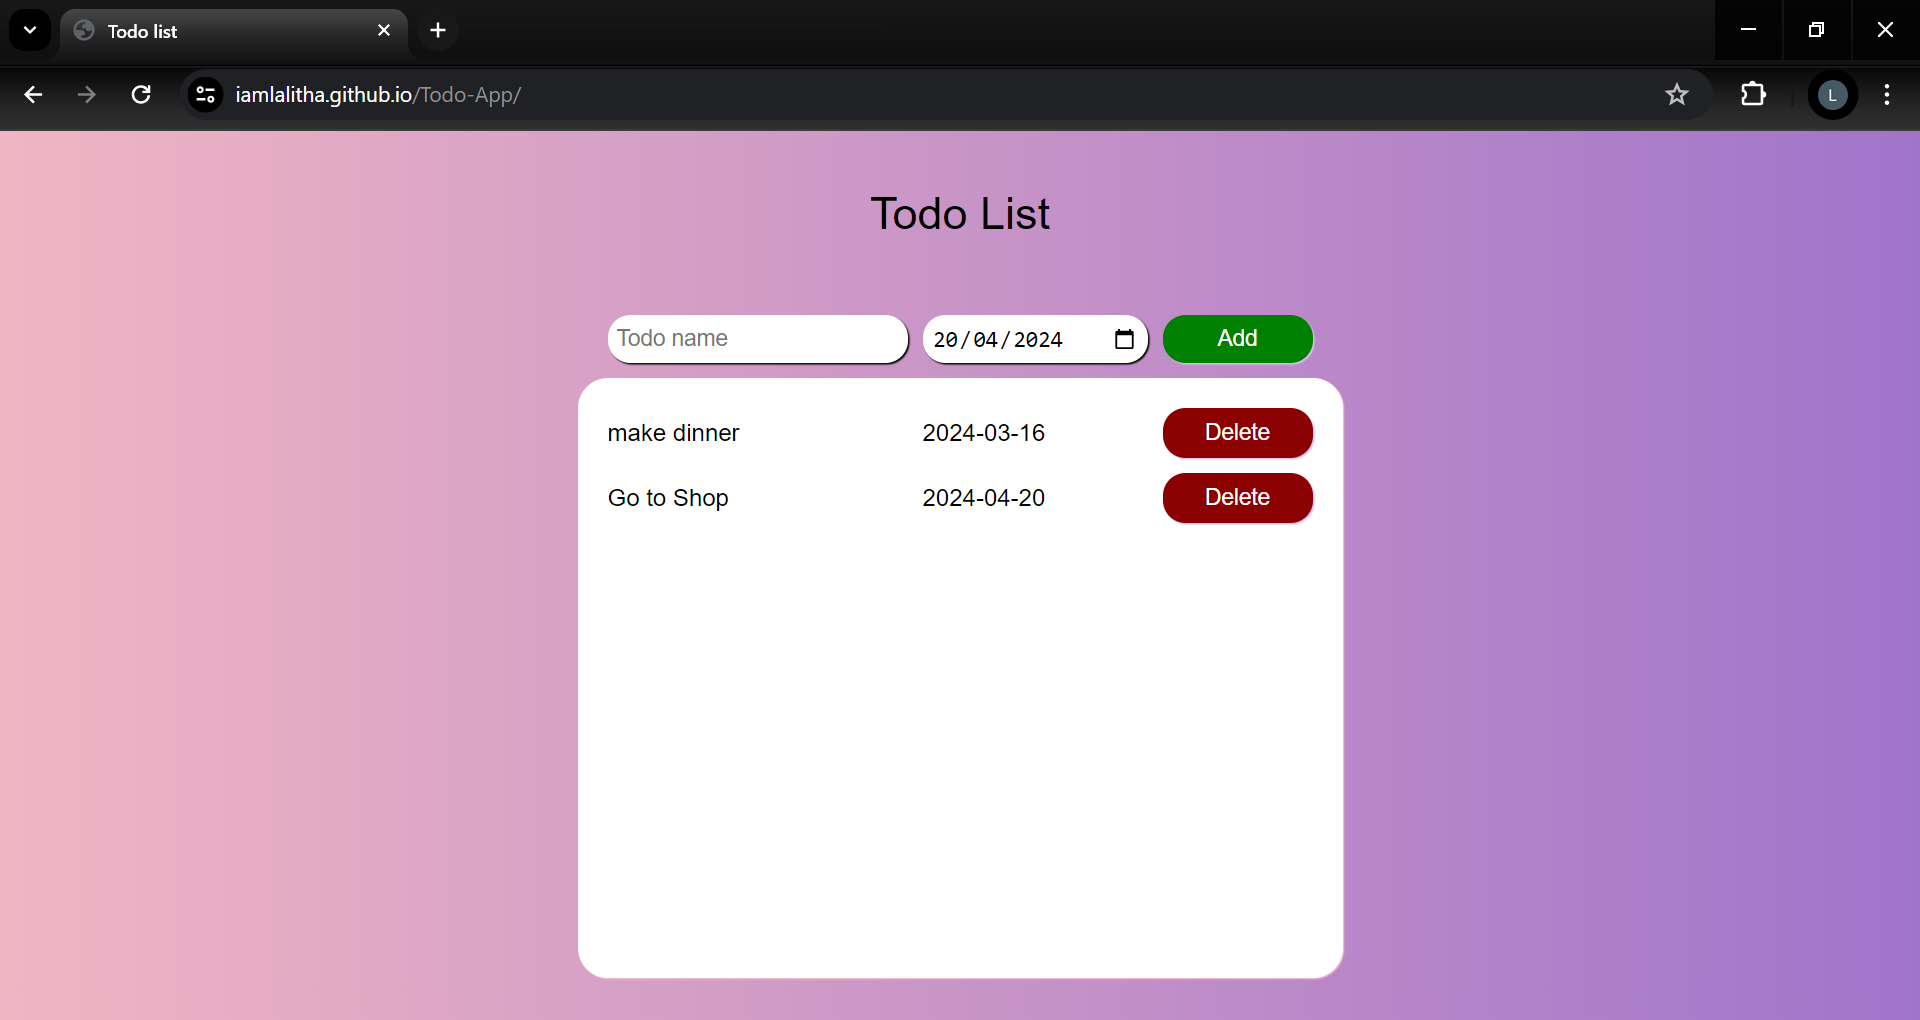 Todo list
iamlalitha.github.io/Todo-App/
L
Todo List
Todo name
20/04/2024
Add
make dinner 2024-03-16 Delete
Go to Shop 2024-04-20 Delete